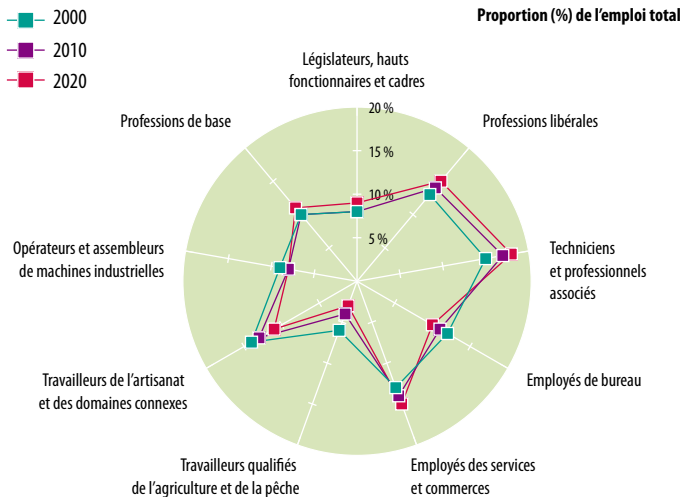 2000
2010
2020
Proportion (%) de l'emploi total
Législateurs, hauts
fonctionnaires et cadres
Professions de base
20 %
15 %
10 %
5 %
Professions libérales
Opérateurs et assembleurs
de machines industrielles
Techniciens
et professionnels
associés
Travailleurs de l'artisanat
et des domaines connexes
Employés de bureau
Travailleurs qualifiés
de l'agriculture et de la pêche
Employés des services
et commerces